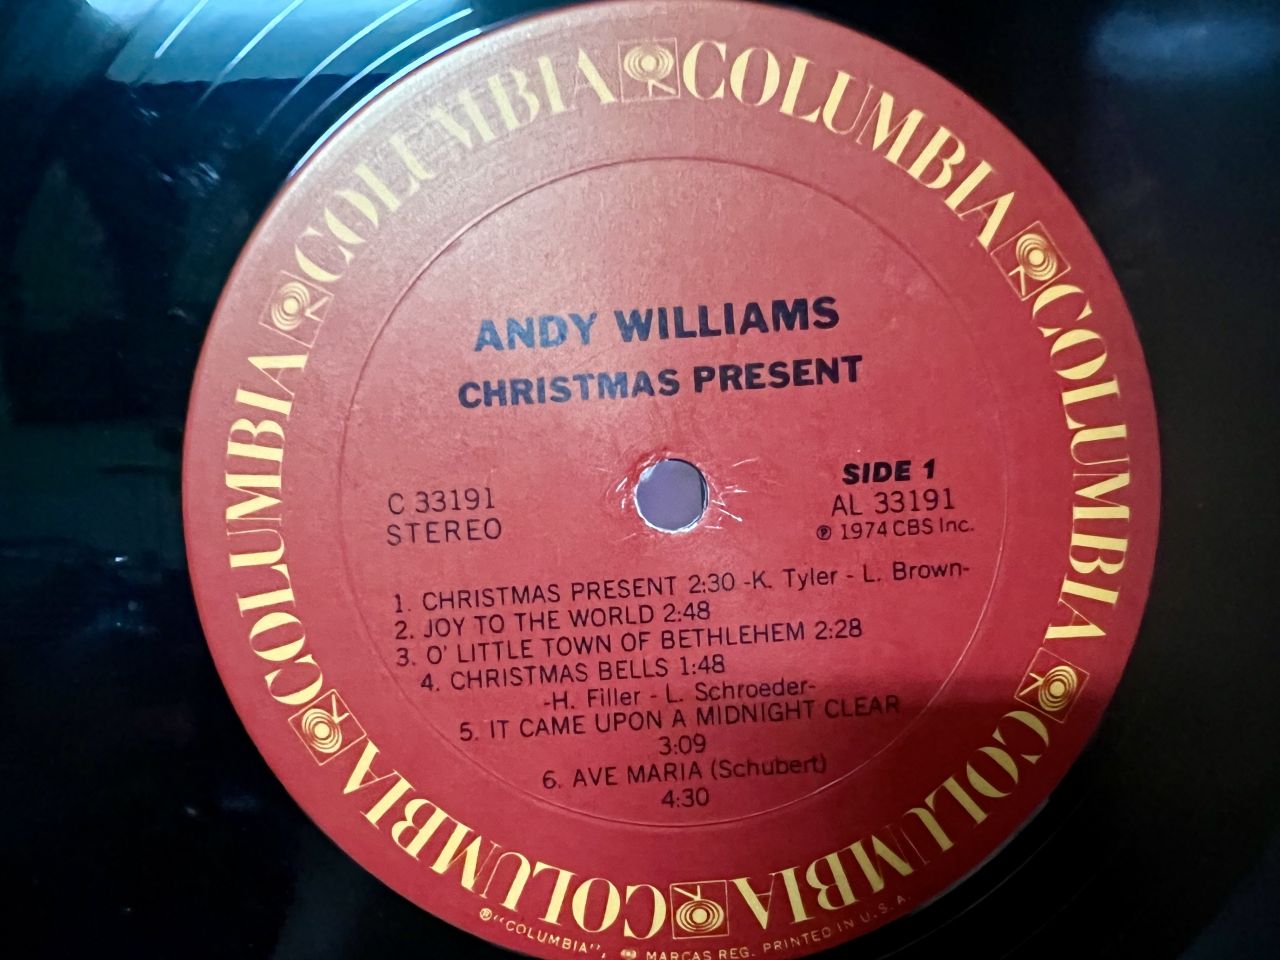 COLUMBIA COLUMBIA COLUMBIA COLUMBIA COLUMBIA COLUMBIA COLUMBIA
ANDY WILLIAMS
CHRISTMAS PRESENT
C 33191
STEREO
SIDE 1
AL 33191
℗ 1974 CBS Inc.
1. CHRISTMAS PRESENT 2:30 -K. Tyler - L. Brown-
2. JOY TO THE WORLD 2:48
3. O' LITTLE TOWN OF BETHLEHEM 2:28
4. CHRISTMAS BELLS 1:48
-H. Filler - L. Schroeder-
5. IT CAME UPON A MIDNIGHT CLEAR
3:09
6. AVE MARIA (Schubert)
4:30
®"COLUMBIA", MARCAS REG. PRINTED IN U.S.A.